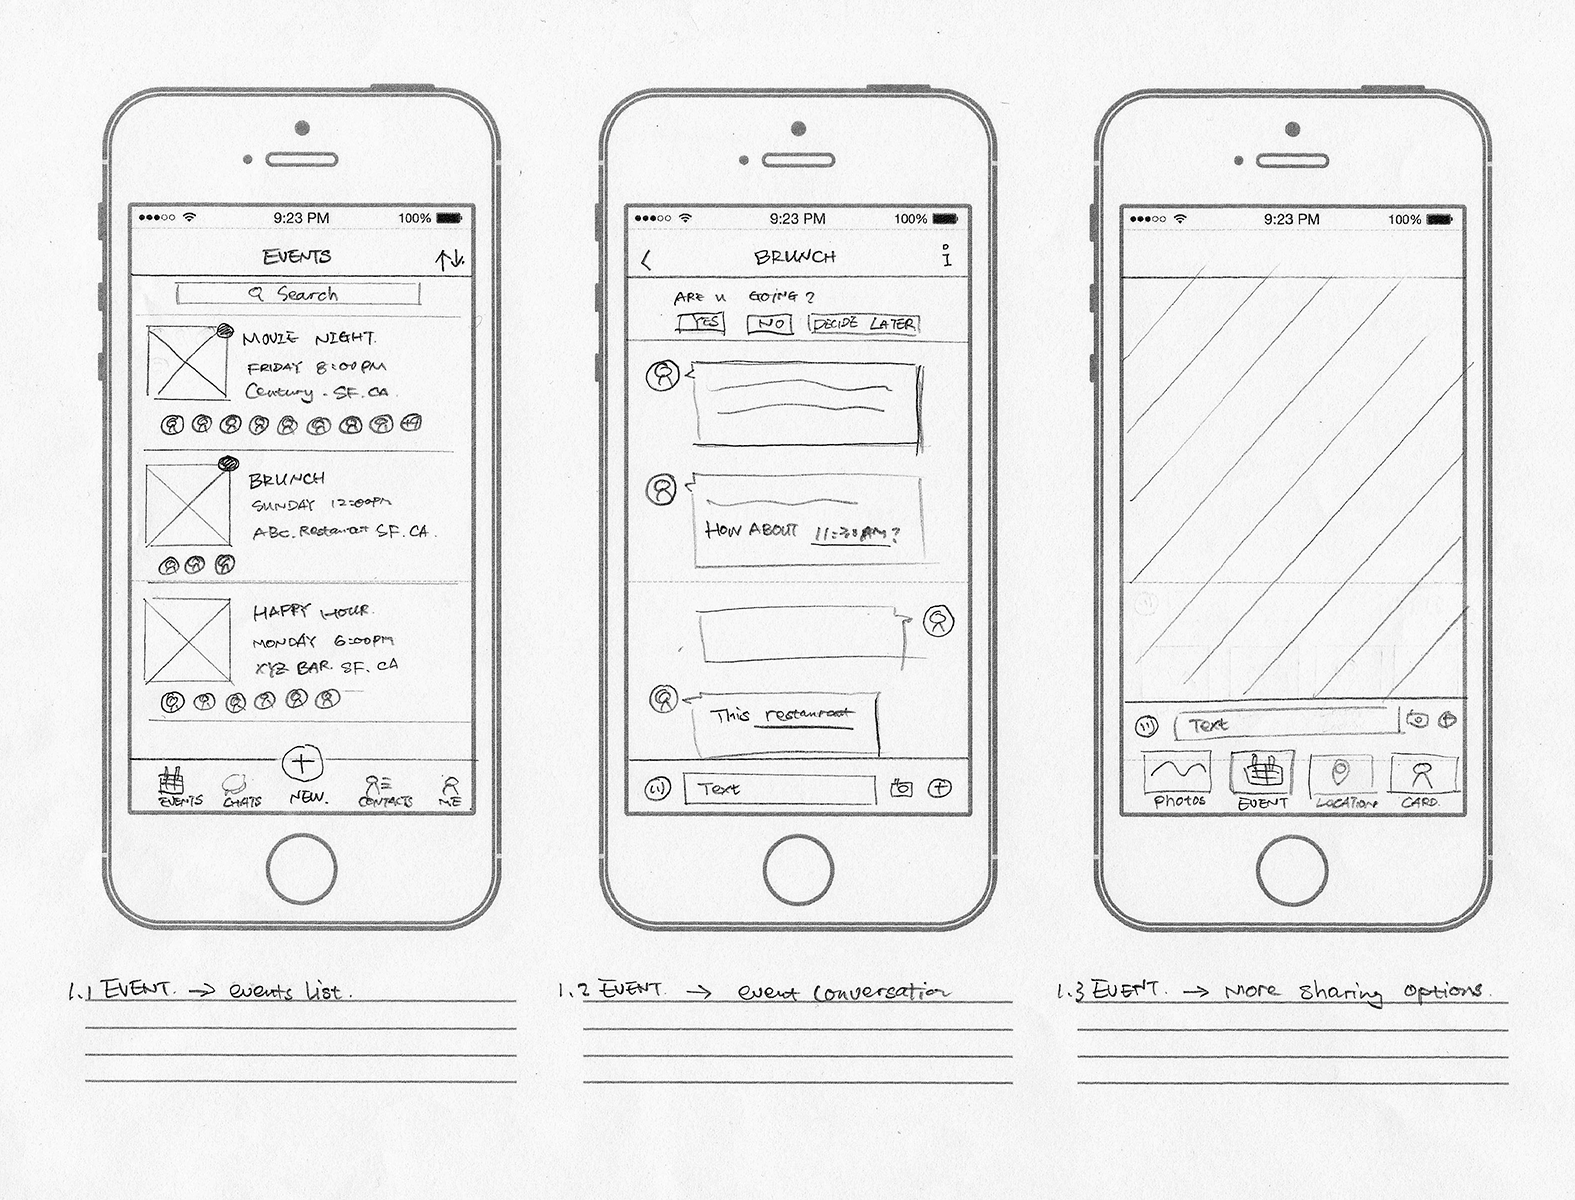 9:23 PM 100%
EVENTS
Search
MOVIE NIGHT.
FRIDAY 8:00PM
Century. SF. CA.
+9
BRUNCH
SUNDAY 12:00PM
ABC. Restaurant SF. CA.
HAPPY HOUR.
MONDAY 6:00PM
XYZ BAR. SF. CA
EVENTS CHATS NEW. CONTACTS ME
1.1 EVENT. → events list.
9:23 PM 100%
BRUNCH i
ARE U GOING?
YES NO DECIDE LATER
HOW ABOUT 11:30AM?
This restaurant
Text
1.2 EVENT. → event conversation
9:23 PM 100%
Text
Photos EVENT LOCATION CARD.
1.3 EVENT. → More sharing options.